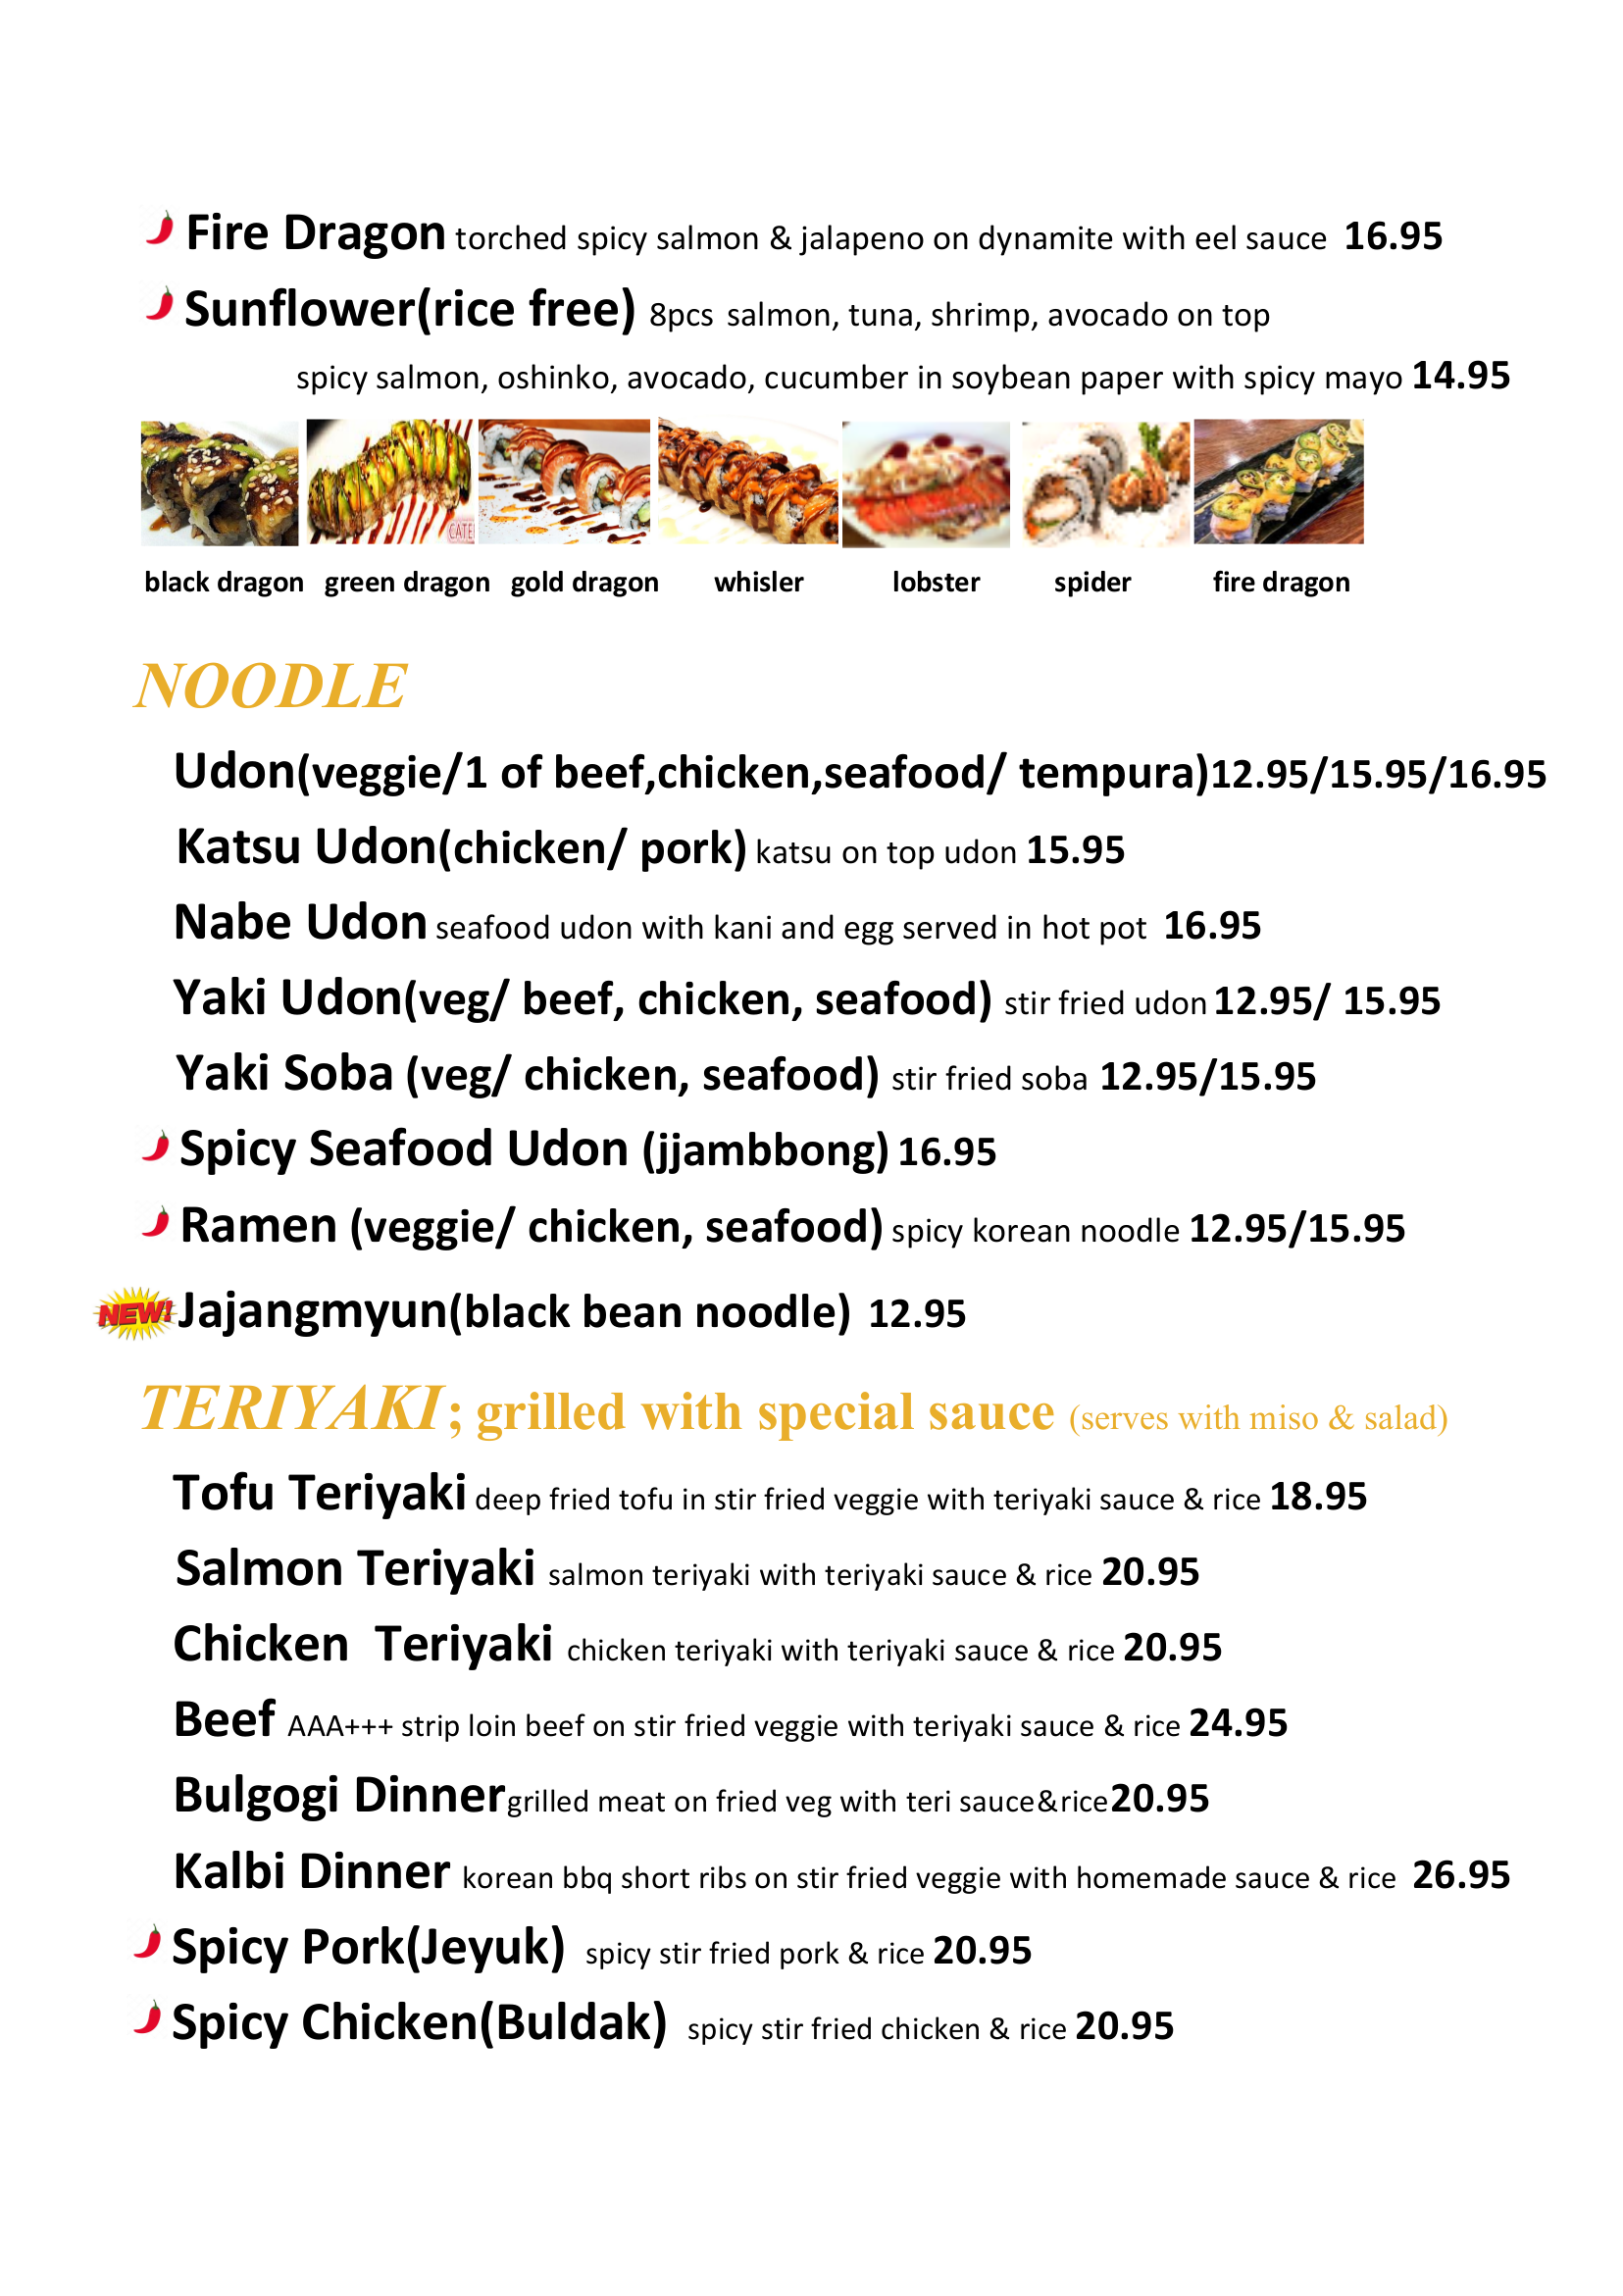 Fire Dragon torched spicy salmon & jalapeno on dynamite with eel sauce 16.95
Sunflower(rice free) 8pcs salmon, tuna, shrimp, avocado on top
spicy salmon, oshinko, avocado, cucumber in soybean paper with spicy mayo 14.95
CATE
black dragon green dragon gold dragon whisler lobster spider fire dragon
NOODLE
Udon(veggie/1 of beef,chicken,seafood/ tempura)12.95/15.95/16.95
Katsu Udon(chicken/ pork) katsu on top udon 15.95
Nabe Udon seafood udon with kani and egg served in hot pot 16.95
Yaki Udon(veg/ beef, chicken, seafood) stir fried udon 12.95/ 15.95
Yaki Soba (veg/ chicken, seafood) stir fried soba 12.95/15.95
Spicy Seafood Udon (jjambbong) 16.95
Ramen (veggie/ chicken, seafood) spicy korean noodle 12.95/15.95
NEW! Jajangmyun(black bean noodle) 12.95
TERIYAKI; grilled with special sauce (serves with miso & salad)
Tofu Teriyaki deep fried tofu in stir fried veggie with teriyaki sauce & rice 18.95
Salmon Teriyaki salmon teriyaki with teriyaki sauce & rice 20.95
Chicken Teriyaki chicken teriyaki with teriyaki sauce & rice 20.95
Beef AAA+++ strip loin beef on stir fried veggie with teriyaki sauce & rice 24.95
Bulgogi Dinnergrilled meat on fried veg with teri sauce&rice20.95
Kalbi Dinner korean bbq short ribs on stir fried veggie with homemade sauce & rice 26.95
Spicy Pork(Jeyuk) spicy stir fried pork & rice 20.95
Spicy Chicken(Buldak) spicy stir fried chicken & rice 20.95